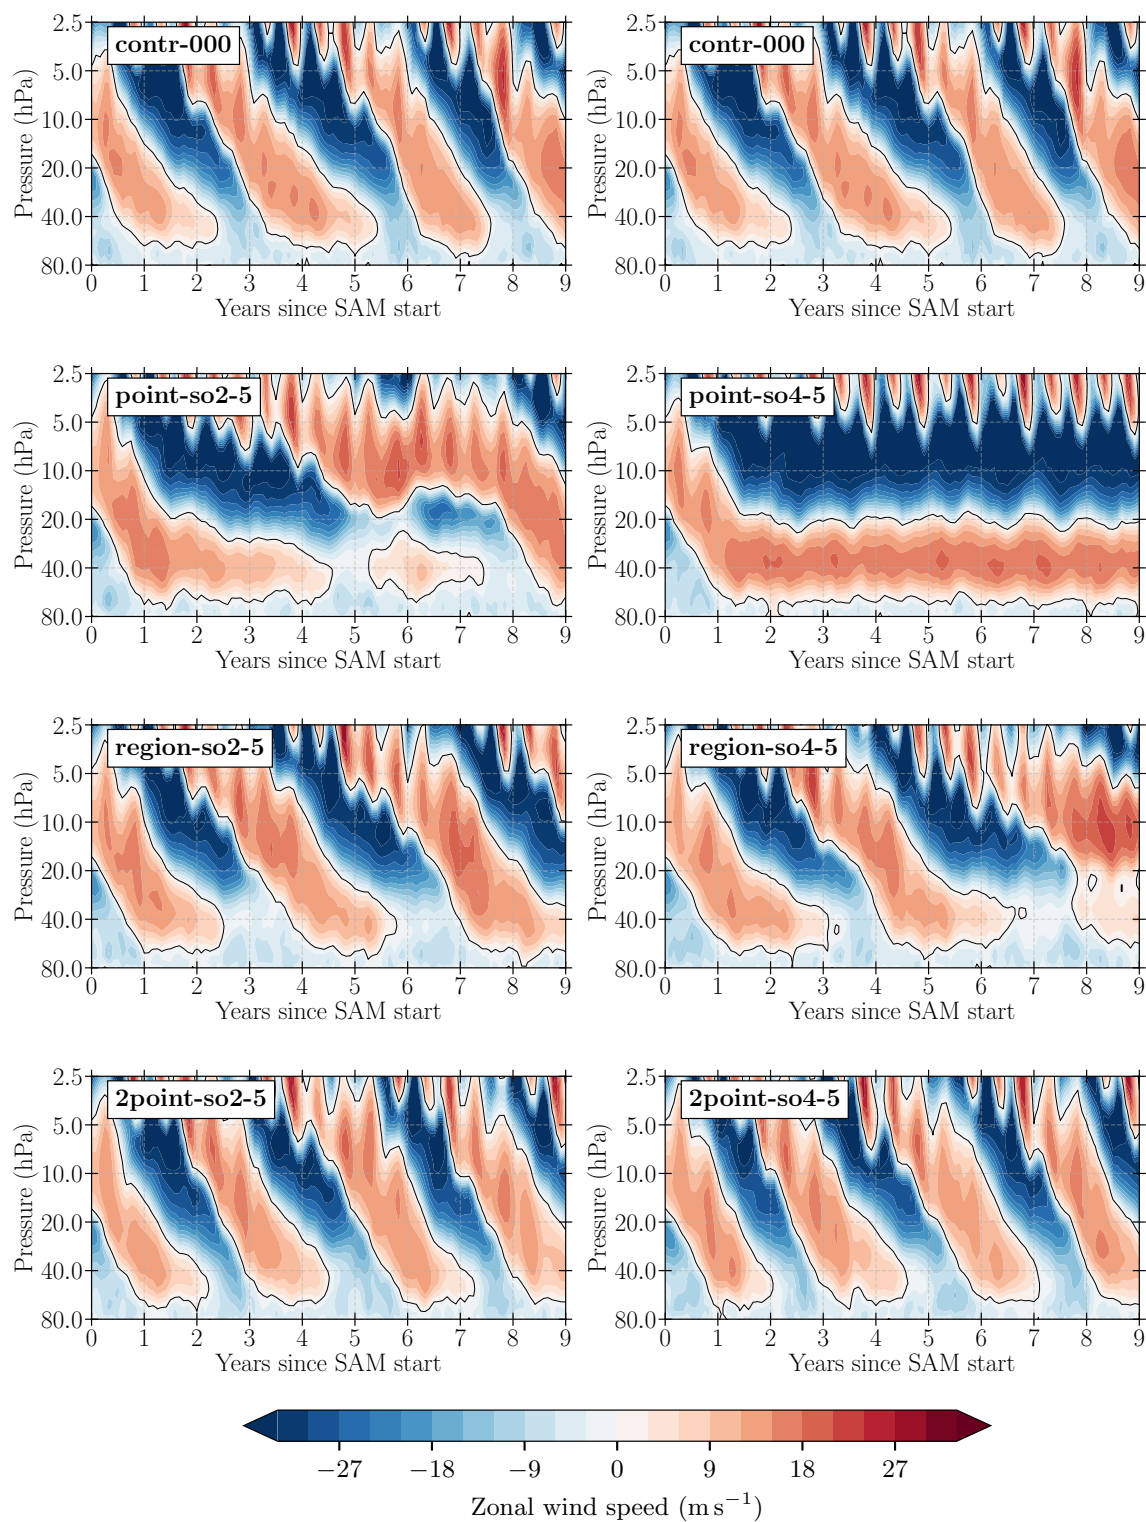 2.5
5.0
10.0
20.0
40.0
80.0
Pressure (hPa)
contr-000
0 1 2 3 4 5 6 7 8 9
Years since SAM start
2.5
5.0
10.0
20.0
40.0
80.0
Pressure (hPa)
contr-000
0 1 2 3 4 5 6 7 8 9
Years since SAM start
2.5
5.0
10.0
20.0
40.0
80.0
Pressure (hPa)
point-so2-5
0 1 2 3 4 5 6 7 8 9
Years since SAM start
2.5
5.0
10.0
20.0
40.0
80.0
Pressure (hPa)
point-so4-5
0 1 2 3 4 5 6 7 8 9
Years since SAM start
2.5
5.0
10.0
20.0
40.0
80.0
Pressure (hPa)
region-so2-5
0 1 2 3 4 5 6 7 8 9
Years since SAM start
2.5
5.0
10.0
20.0
40.0
80.0
Pressure (hPa)
region-so4-5
0 1 2 3 4 5 6 7 8 9
Years since SAM start
2.5
5.0
10.0
20.0
40.0
80.0
Pressure (hPa)
2point-so2-5
0 1 2 3 4 5 6 7 8 9
Years since SAM start
2.5
5.0
10.0
20.0
40.0
80.0
Pressure (hPa)
2point-so4-5
0 1 2 3 4 5 6 7 8 9
Years since SAM start
−27 −18 −9 0 9 18 27
Zonal wind speed (m s⁻¹)